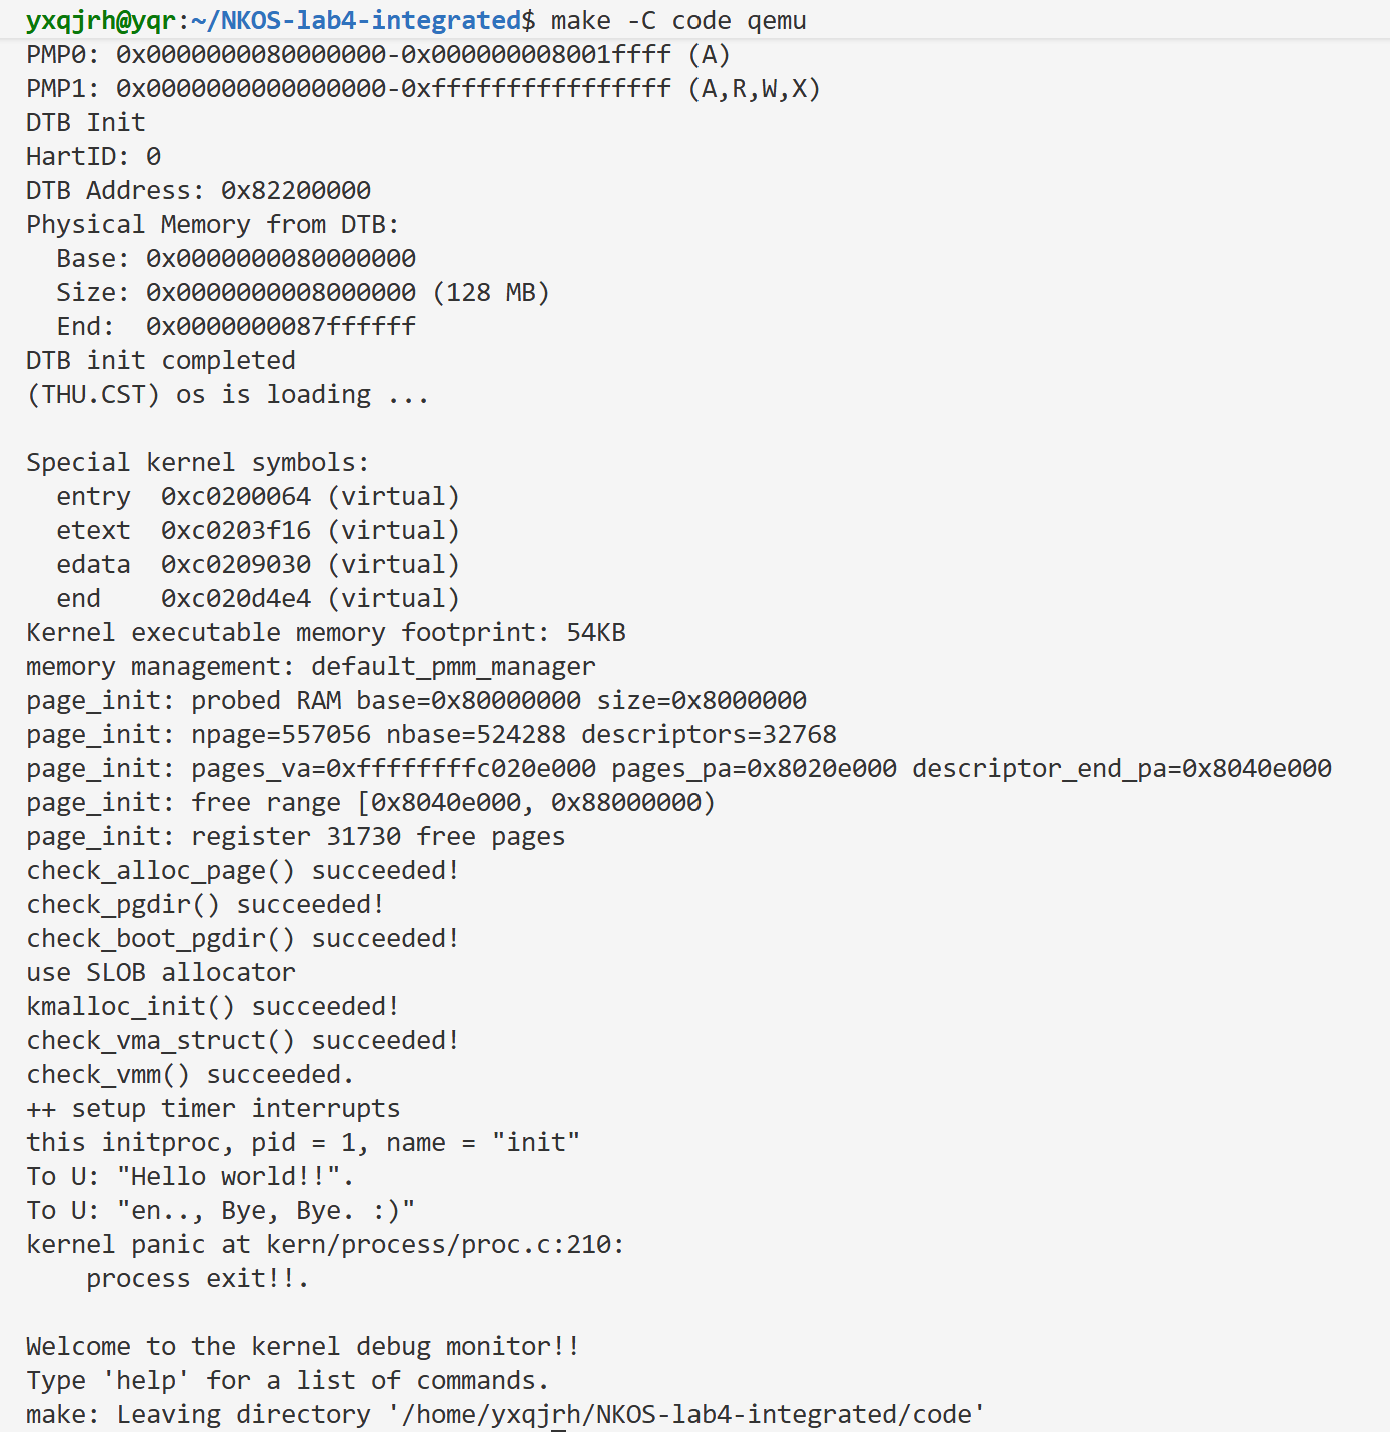 yxqjrh@yqr:~/NKOS-lab4-integrated$ make -C code qemu
PMP0: 0x0000000080000000-0x000000008001ffff (A)
PMP1: 0x0000000000000000-0xffffffffffffffff (A,R,W,X)
DTB Init
HartID: 0
DTB Address: 0x82200000
Physical Memory from DTB:
  Base: 0x0000000080000000
  Size: 0x0000000008000000 (128 MB)
  End:  0x0000000087ffffff
DTB init completed
(THU.CST) os is loading ...

Special kernel symbols:
  entry  0xc0200064 (virtual)
  etext  0xc0203f16 (virtual)
  edata  0xc0209030 (virtual)
  end    0xc020d4e4 (virtual)
Kernel executable memory footprint: 54KB
memory management: default_pmm_manager
page_init: probed RAM base=0x80000000 size=0x8000000
page_init: npage=557056 nbase=524288 descriptors=32768
page_init: pages_va=0xffffffffc020e000 pages_pa=0x8020e000 descriptor_end_pa=0x8040e000
page_init: free range [0x8040e000, 0x88000000)
page_init: register 31730 free pages
check_alloc_page() succeeded!
check_pgdir() succeeded!
check_boot_pgdir() succeeded!
use SLOB allocator
kmalloc_init() succeeded!
check_vma_struct() succeeded!
check_vmm() succeeded.
++ setup timer interrupts
this initproc, pid = 1, name = "init"
To U: "Hello world!!".
To U: "en.., Bye, Bye. :)"
kernel panic at kern/process/proc.c:210:
    process exit!!.

Welcome to the kernel debug monitor!!
Type 'help' for a list of commands.
make: Leaving directory '/home/yxqjrh/NKOS-lab4-integrated/code'